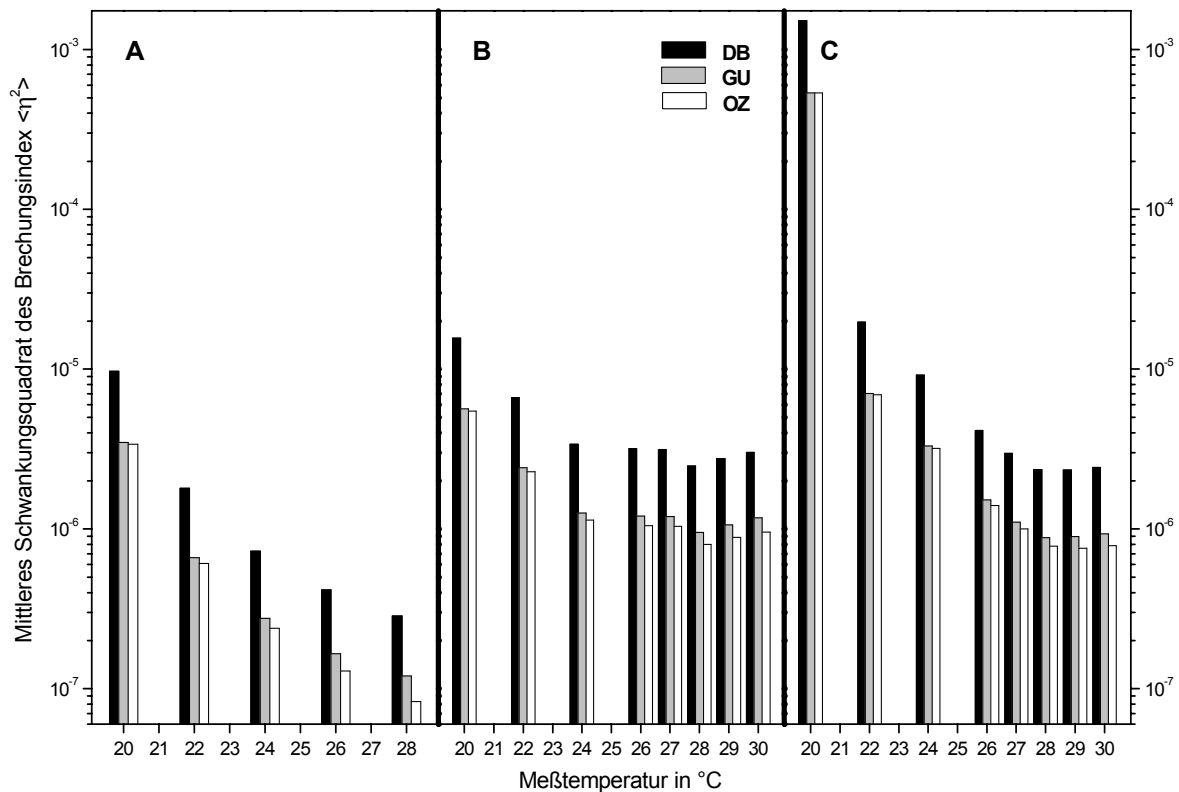 Mittleres Schwankungsquadrat des Brechungsindex <η²>
10⁻³
10⁻⁴
10⁻⁵
10⁻⁶
10⁻⁷
A
B
DB
GU
OZ
C
10⁻³
10⁻⁴
10⁻⁵
10⁻⁶
10⁻⁷
20 21 22 23 24 25 26 27 28 20 21 22 23 24 25 26 27 28 29 30 20 21 22 23 24 25 26 27 28 29 30
Meßtemperatur in °C